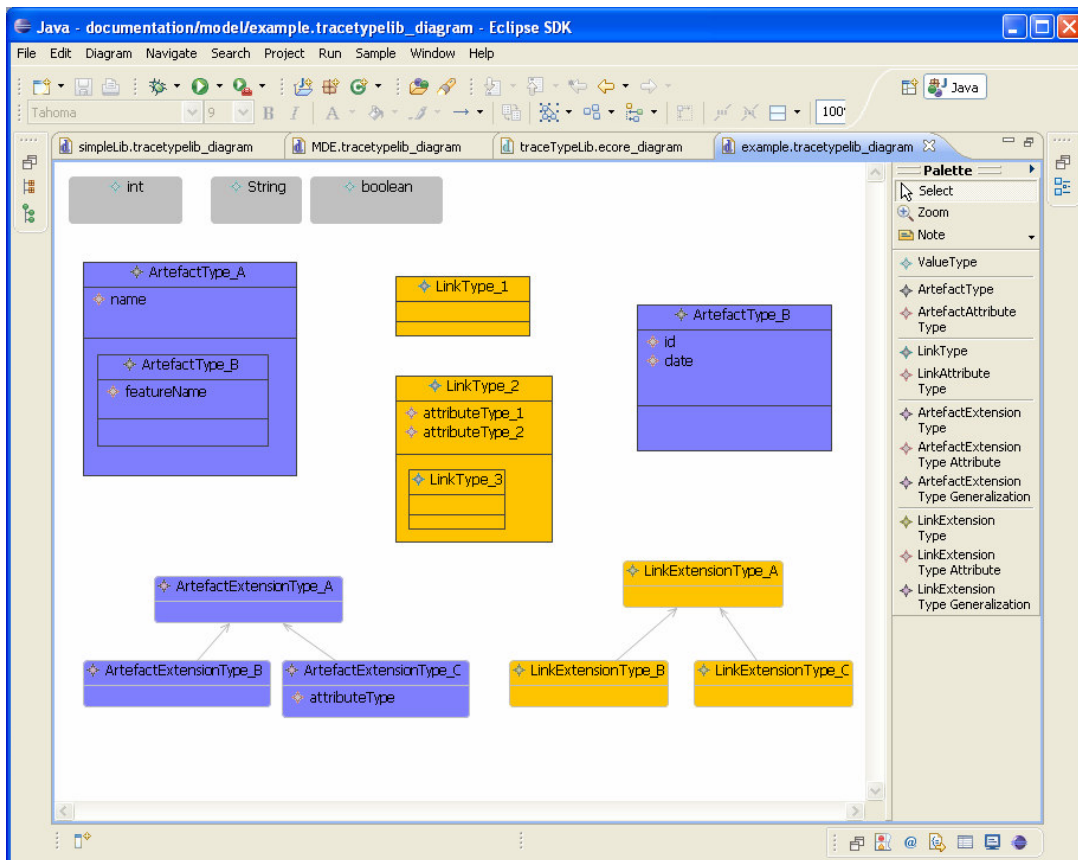 Java - documentation/model/example.tracetypelib_diagram - Eclipse SDK
File Edit Diagram Navigate Search Project Run Sample Window Help
Java
Tahoma 9 B I A 100
simpleLib.tracetypelib_diagram MDE.tracetypelib_diagram traceTypeLib.ecore_diagram example.tracetypelib_diagram
int String boolean
ArtefactType_A
name
ArtefactType_B
featureName
LinkType_1
LinkType_2
attributeType_1
attributeType_2
LinkType_3
ArtefactType_B
id
date
ArtefactExtensionType_A
ArtefactExtensionType_B
ArtefactExtensionType_C
attributeType
LinkExtensionType_A
LinkExtensionType_B
LinkExtensionType_C
Palette
Select
Zoom
Note
ValueType
ArtefactType
ArtefactAttribute
Type
LinkType
LinkAttribute
Type
ArtefactExtension
Type
ArtefactExtension
Type Attribute
ArtefactExtension
Type Generalization
LinkExtension
Type
LinkExtension
Type Attribute
LinkExtension
Type Generalization